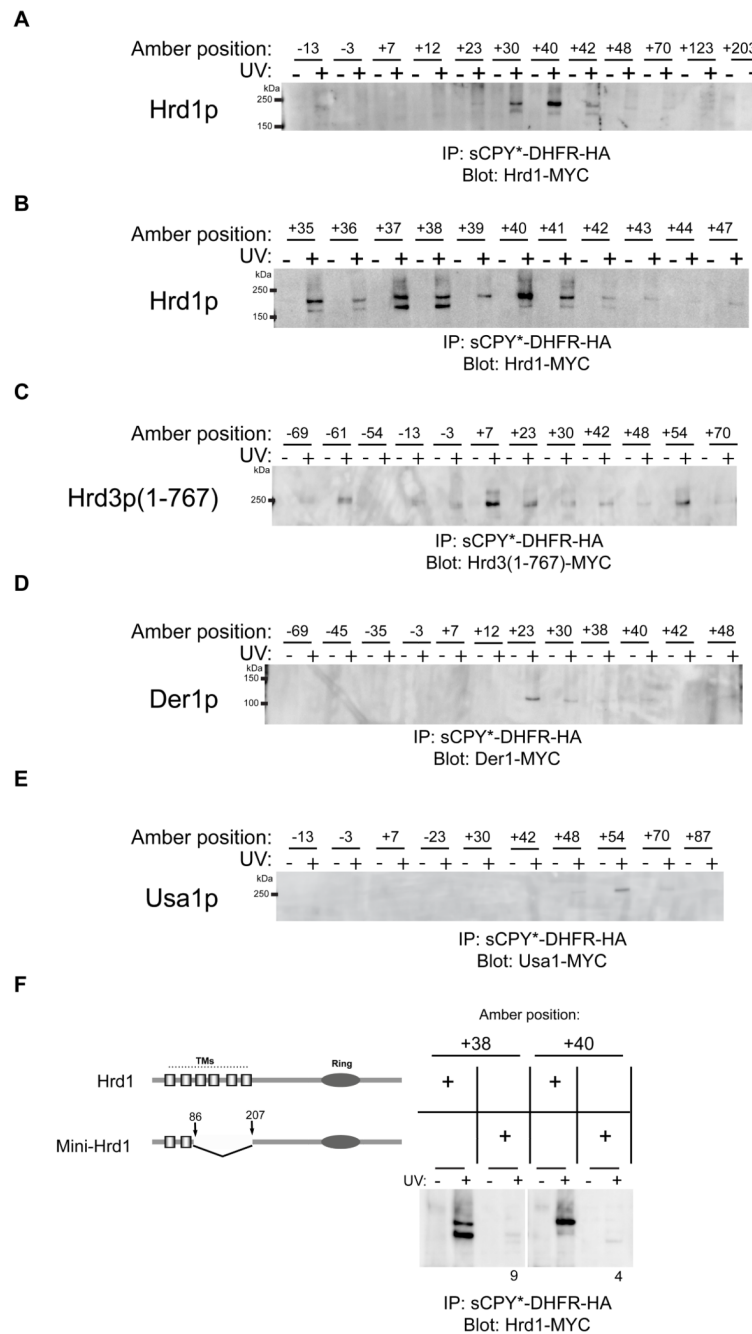 A
Amber position: -13 -3 +7 +12 +23 +30 +40 +42 +48 +70 +123 +203
UV: - + - + - + - + - + - + - + - + - + - + - + - -
kDa
250
150
Hrd1p
IP: sCPY*-DHFR-HA
Blot: Hrd1-MYC
B
Amber position: +35 +36 +37 +38 +39 +40 +41 +42 +43 +44 +47
UV: - + - + - + - + - + - + - + - + - + - + - +
kDa
250
150
Hrd1p
IP: sCPY*-DHFR-HA
Blot: Hrd1-MYC
C
Amber position: -69 -61 -54 -13 -3 +7 +23 +30 +42 +48 +54 +70
UV: - + - + - + - + - + - + - + - + - + - + - + - +
kDa
250
Hrd3p(1-767)
IP: sCPY*-DHFR-HA
Blot: Hrd3(1-767)-MYC
D
Amber position: -69 -45 -35 -3 +7 +12 +23 +30 +38 +40 +42 +48
UV: - + - + - + - + - + - + - + - + - + - + - + - +
kDa
150
100
Der1p
IP: sCPY*-DHFR-HA
Blot: Der1-MYC
E
Amber position: -13 -3 +7 -23 +30 +42 +48 +54 +70 +87
UV: - + - + - + - + - + - + - + - + - + - +
kDa
250
Usa1p
IP: sCPY*-DHFR-HA
Blot: Usa1-MYC
F
TMs
Ring
Hrd1
86
207
Mini-Hrd1
Amber position:
+38 +40
+ +
+ +
UV: - + - + - + - +
9 4
IP: sCPY*-DHFR-HA
Blot: Hrd1-MYC